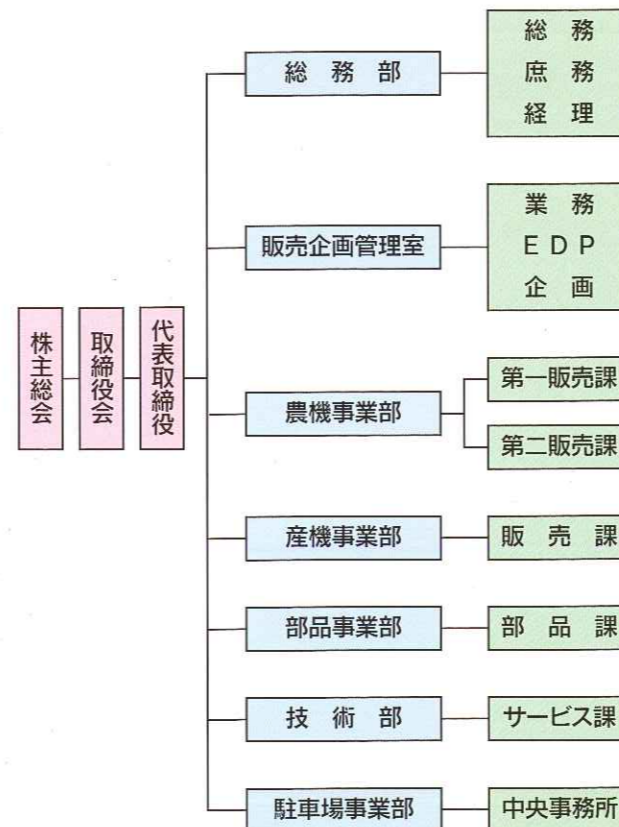 株主総会
取締役会
代表取締役
総務部
総務
庶務
経理
販売企画管理室
業務
EDP
企画
農機事業部
第一販売課
第二販売課
産機事業部
販売課
部品事業部
部品課
技術部
サービス課
駐車場事業部
中央事務所